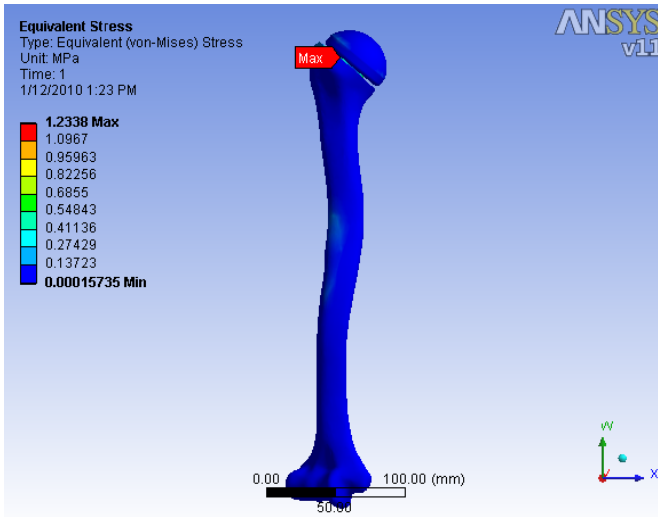 Equivalent Stress
Type: Equivalent (von-Mises) Stress
Unit: MPa
Time: 1
1/12/2010 1:23 PM
ANSYS
v11
Max
1.2338 Max
1.0967
0.95963
0.82256
0.6855
0.54843
0.41136
0.27429
0.13723
0.00015735 Min
0.00 100.00 (mm)
50.00
X